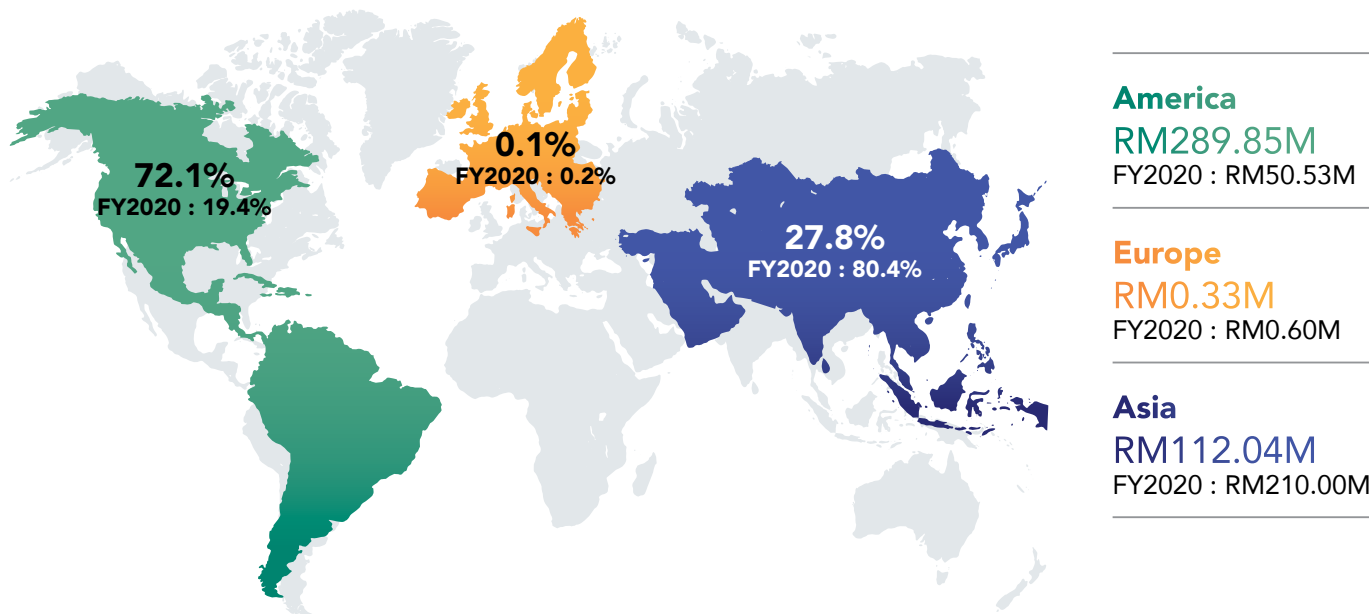 72.1%
FY2020 : 19.4%
0.1%
FY2020 : 0.2%
27.8%
FY2020 : 80.4%
America
RM289.85M
FY2020 : RM50.53M
Europe
RM0.33M
FY2020 : RM0.60M
Asia
RM112.04M
FY2020 : RM210.00M